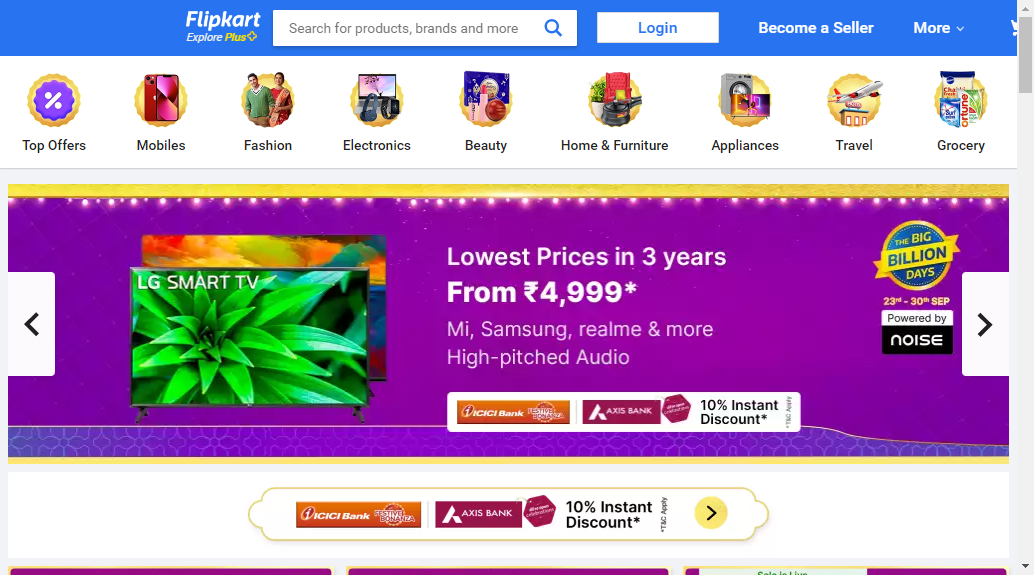 Flipkart
Explore Plus
Search for products, brands and more
Login
Become a Seller
More
Top Offers
Mobiles
Fashion
Electronics
Beauty
Home & Furniture
Appliances
Travel
Grocery
LG SMART TV
Lowest Prices in 3 years
From ₹4,999*
Mi, Samsung, realme & more
High-pitched Audio
ICICI Bank FESTIVE BONANZA
AXIS BANK
10% Instant
Discount*
*T&C Apply
THE BIG
BILLION
DAYS
23rd - 30th SEP
Powered by
noise
ICICI Bank FESTIVE BONANZA
AXIS BANK
10% Instant
Discount*
*T&C Apply
Sale is Live